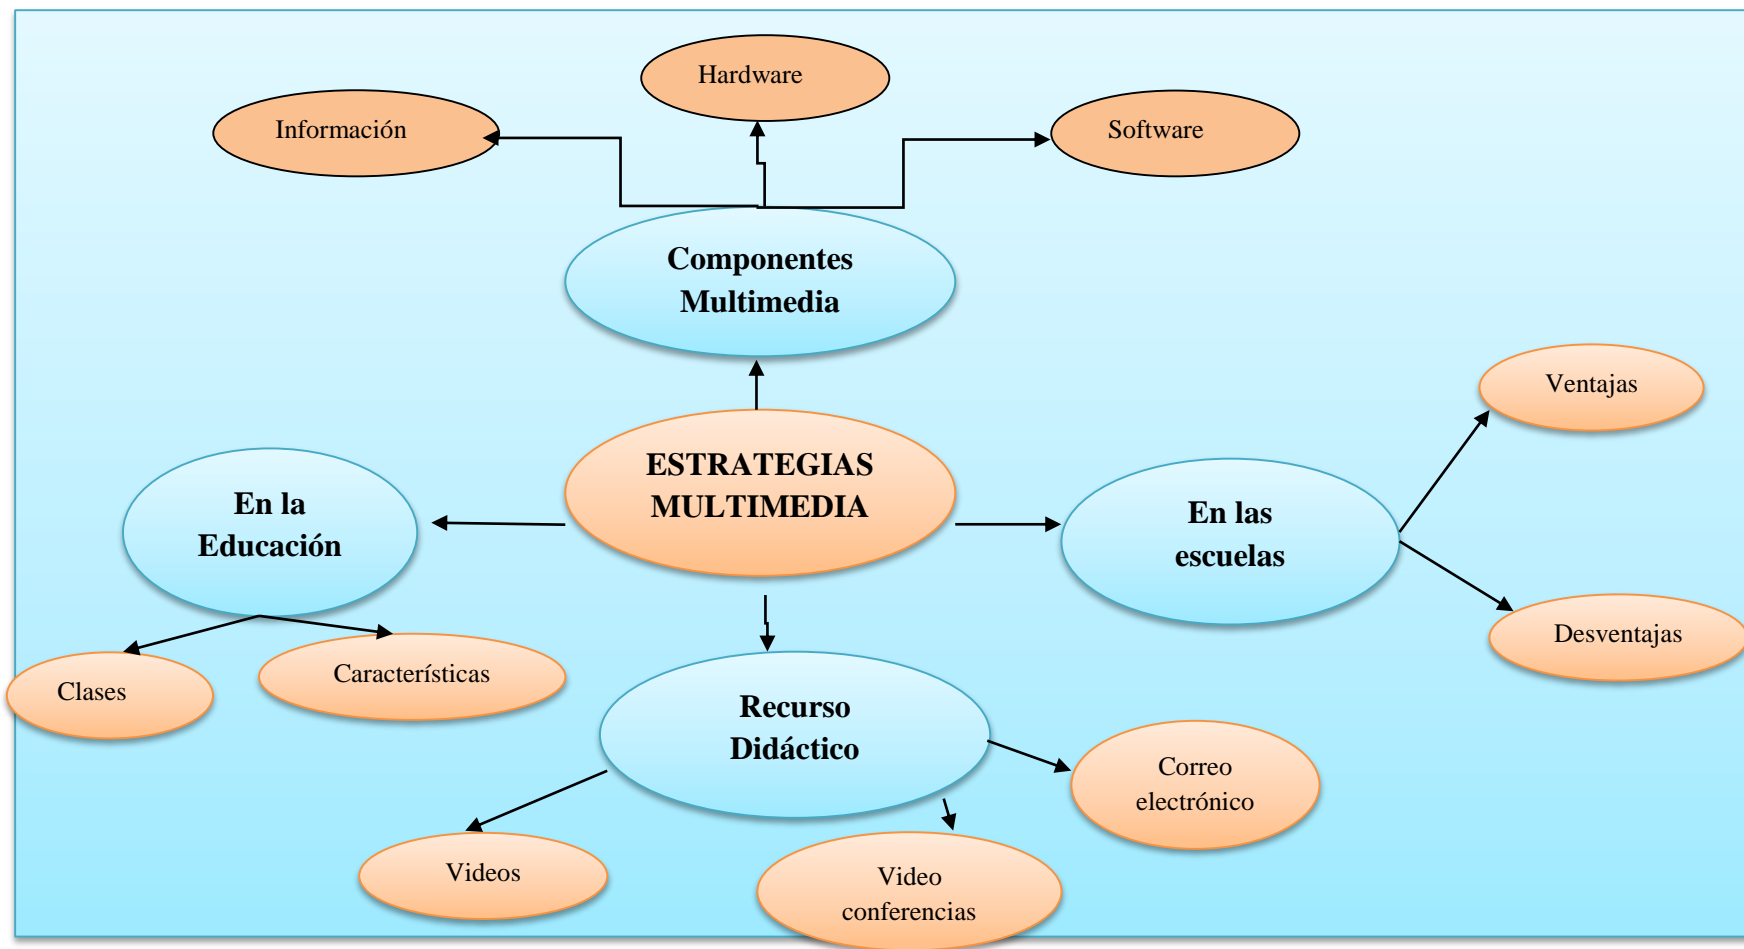 Hardware
Información
Software
Componentes
Multimedia
Ventajas
ESTRATEGIAS
MULTIMEDIA
En la
Educación
En las
escuelas
Desventajas
Clases
Características
Recurso
Didáctico
Correo
electrónico
Videos
Video
conferencias